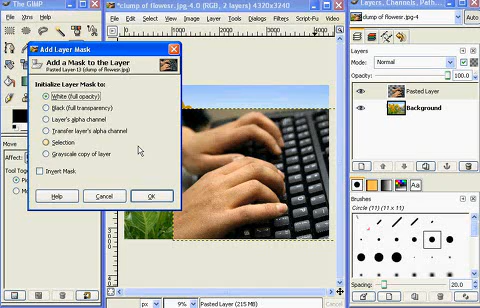 The GIMP
*clump of flowesr.jpg-4.0 (RGB, 2 layers) 4320x3240
Layers, Channels, Path...
File Edit Select View Image Layer Tools Dialogs Filters Script-Fu Video
clump of flowesr.jpg-4
Auto
Add Layer Mask
Add a Mask to the Layer
Pasted Layer-13 (clump of flowesr.jpg)
Initialize Layer Mask to:
White (full opacity)
Black (full transparency)
Layer's alpha channel
Transfer layer's alpha channel
Selection
Grayscale copy of layer
Invert Mask
Help Cancel OK
Layers
Mode: Normal
Opacity: 100.0
Pasted Layer
Background
Brushes
Circle (11) (11 x 11)
Spacing: 20.0
Move
Affect:
px 9% Pasted Layer (215 MB) Cancel